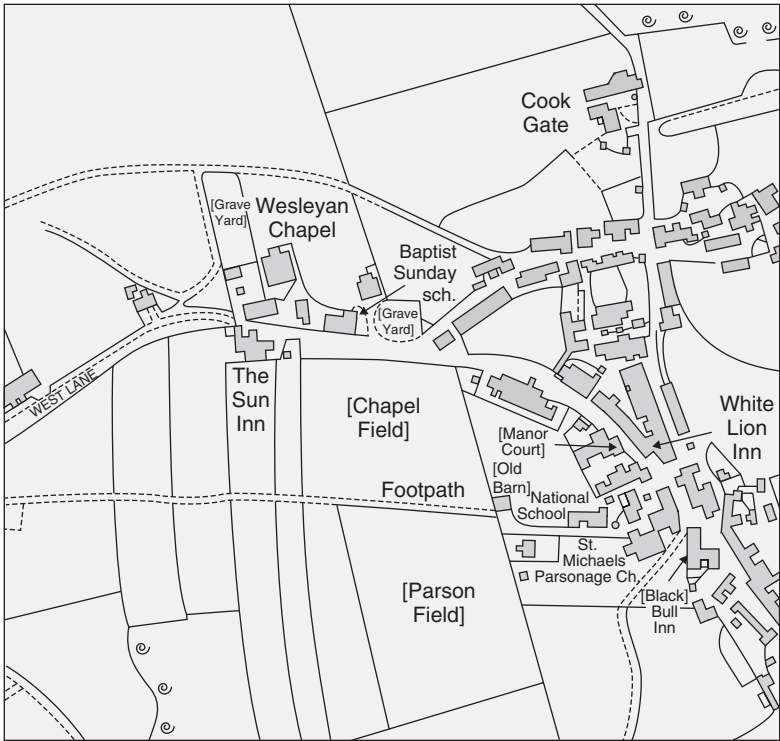 Cook
Gate
[Grave
Yard]
Wesleyan
Chapel
Baptist
Sunday
sch.
[Grave
Yard]
WEST LANE
The
Sun
Inn
[Chapel
Field]
[Manor
Court]
White
Lion
Inn
[Old
Barn]
Footpath
National
School
St.
Michaels
Parsonage Ch.
[Parson
Field]
[Black]
Bull
Inn